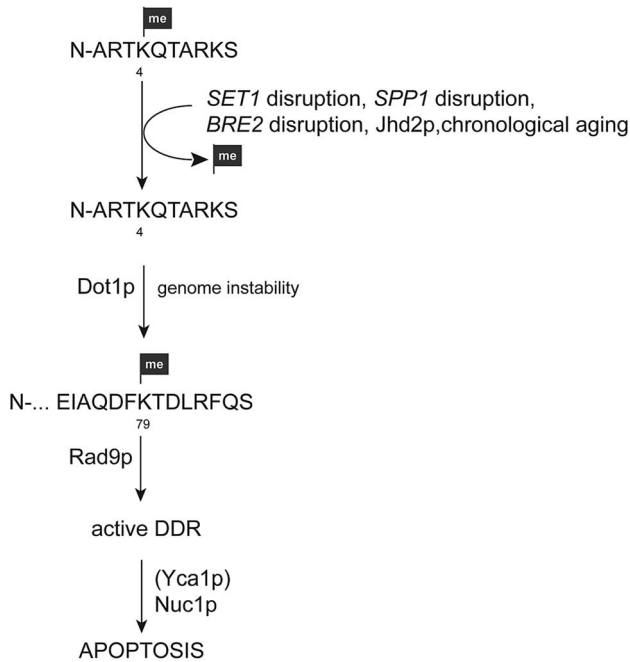 me
N-ARTKQTARKS
4
SET1 disruption, SPP1 disruption,
BRE2 disruption, Jhd2p,chronological aging
me
N-ARTKQTARKS
4
Dot1p genome instability
me
N-... EIAQDFKTDLRFQS
79
Rad9p
active DDR
(Yca1p)
Nuc1p
APOPTOSIS